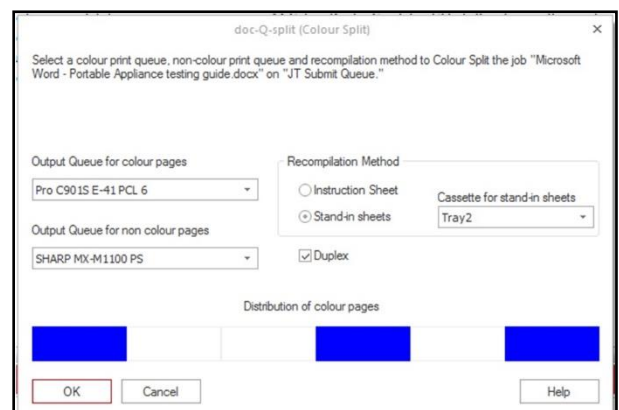 doc-Q-split (Colour Split)
Select a colour print queue, non-colour print queue and recompilation method to Colour Split the job "Microsoft
Word - Portable Appliance testing guide.docx" on "JT Submit Queue."
Output Queue for colour pages
Pro C901S E-41 PCL 6
Output Queue for non colour pages
SHARP MX-M1100 PS
Recompilation Method
Instruction Sheet
Stand-in sheets
Cassette for stand-in sheets
Tray2
Duplex
Distribution of colour pages
OK
Cancel
Help